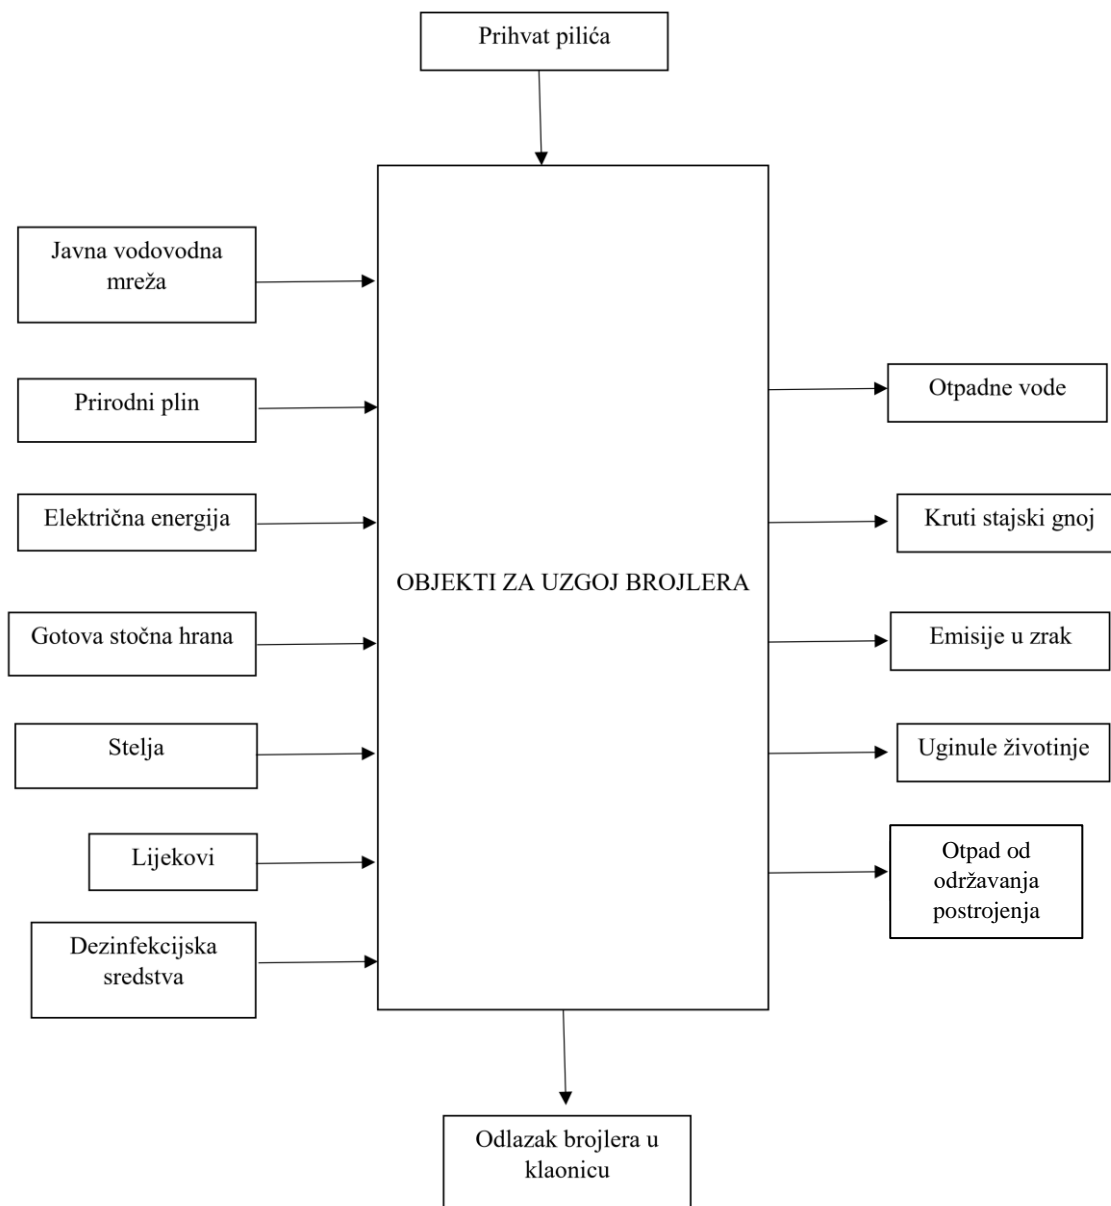 Prihvat pilića
Javna vodovodna
mreža
Prirodni plin
Električna energija
Gotova stočna hrana
Stelja
Lijekovi
Dezinfekcijska
sredstva
OBJEKTI ZA UZGOJ BROJLERA
Otpadne vode
Kruti stajski gnoj
Emisije u zrak
Uginule životinje
Otpad od
održavanja
postrojenja
Odlazak brojlera u
klaonicu